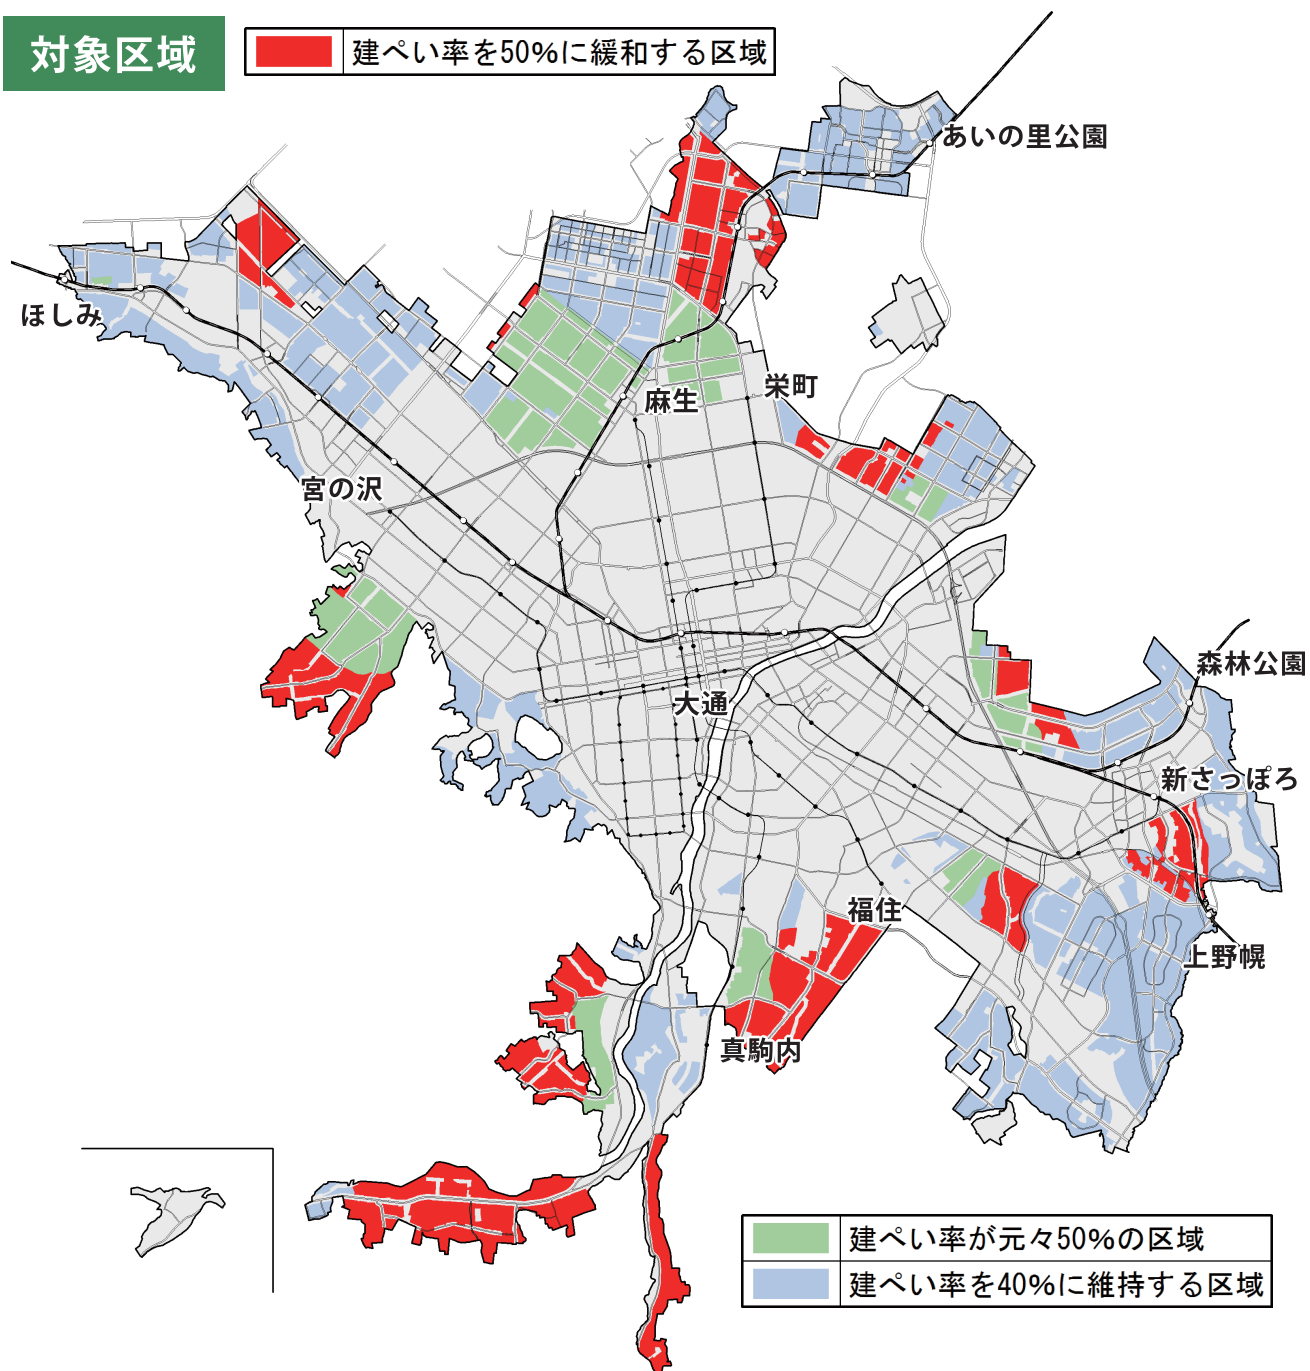 対象区域
建ぺい率を50%に緩和する区域
あいの里公園
ほしみ
麻生
栄町
宮の沢
森林公園
大通
新さっぽろ
福住
上野幌
真駒内
建ぺい率が元々50%の区域
建ぺい率を40%に維持する区域